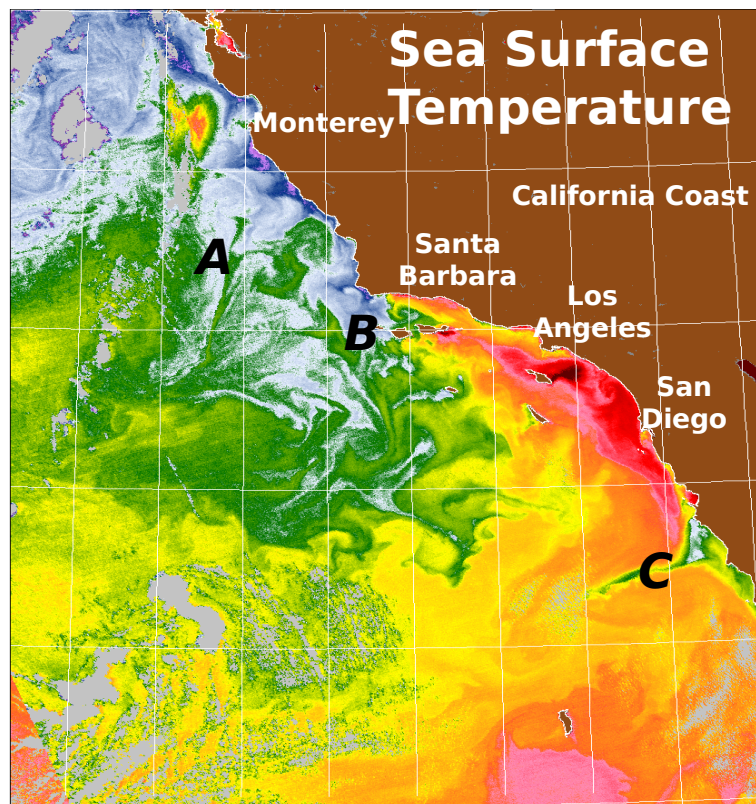 Sea Surface
Temperature
Monterey
California Coast
Santa
Barbara
A
Los
Angeles
B
San
Diego
C